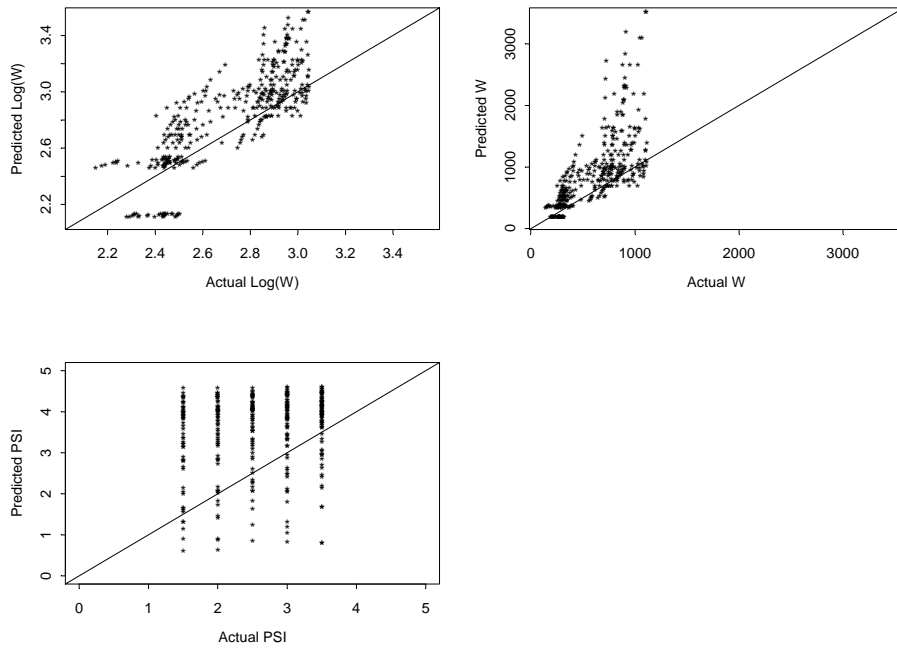 3.4
3.0
2.6
2.2
Predicted Log(W)
2.2 2.4 2.6 2.8 3.0 3.2 3.4
Actual Log(W)
3000
2000
1000
0
Predicted W
0 1000 2000 3000
Actual W
5
4
3
2
1
0
Predicted PSI
0 1 2 3 4 5
Actual PSI